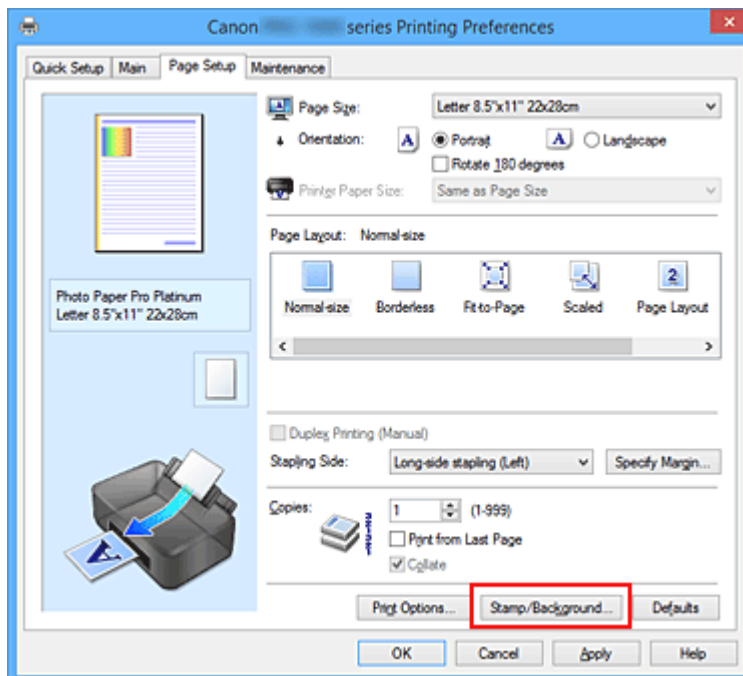 Canon series Printing Preferences
Quick Setup Main Page Setup Maintenance
Page Size: Letter 8.5"x11" 22x28cm
Orientation: A Portrait A Landscape
Rotate 180 degrees
Printer Paper Size: Same as Page Size
Page Layout: Normal-size
2
Normal-size Borderless Fit-to-Page Scaled Page Layout
Photo Paper Pro Platinum
Letter 8.5"x11" 22x28cm
Duplex Printing (Manual)
Stapling Side: Long-side stapling (Left) Specify Margin...
Copies: 1 (1-999)
Print from Last Page
Collate
A
Print Options... Stamp/Background... Defaults
OK Cancel Apply Help